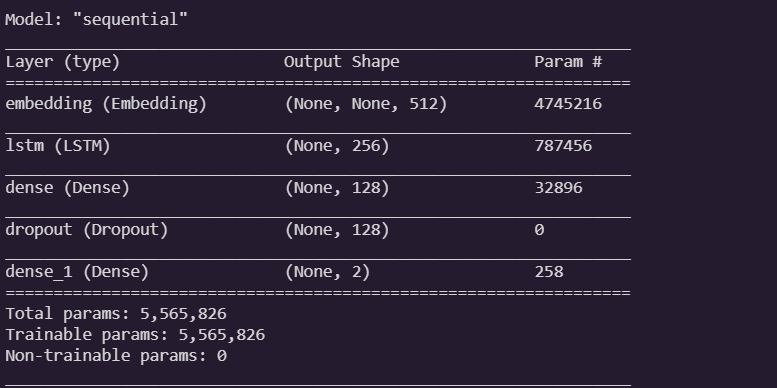 Model: "sequential"
Layer (type) Output Shape Param #
embedding (Embedding) (None, None, 512) 4745216
lstm (LSTM) (None, 256) 787456
dense (Dense) (None, 128) 32896
dropout (Dropout) (None, 128) 0
dense_1 (Dense) (None, 2) 258
Total params: 5,565,826
Trainable params: 5,565,826
Non-trainable params: 0